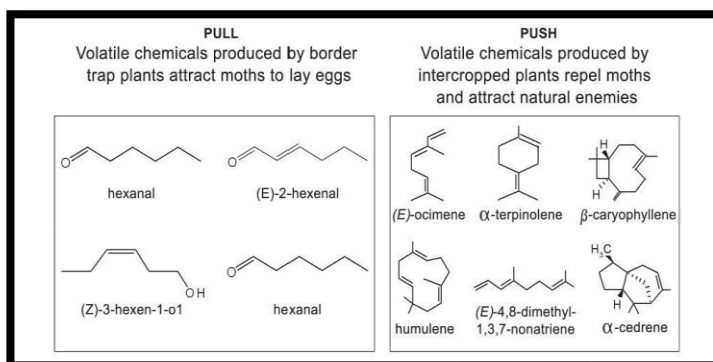 PULL
Volatile chemicals produced by border
trap plants attract moths to lay eggs
PUSH
Volatile chemicals produced by
intercropped plants repel moths
and attract natural enemies
O
hexanal
O
(E)-2-hexenal
OH
(Z)-3-hexen-1-o1
O
hexanal
(E)-ocimene
α-terpinolene
H
H
β-caryophyllene
humulene
(E)-4,8-dimethyl-
1,3,7-nonatriene
H₃C
H
α-cedrene